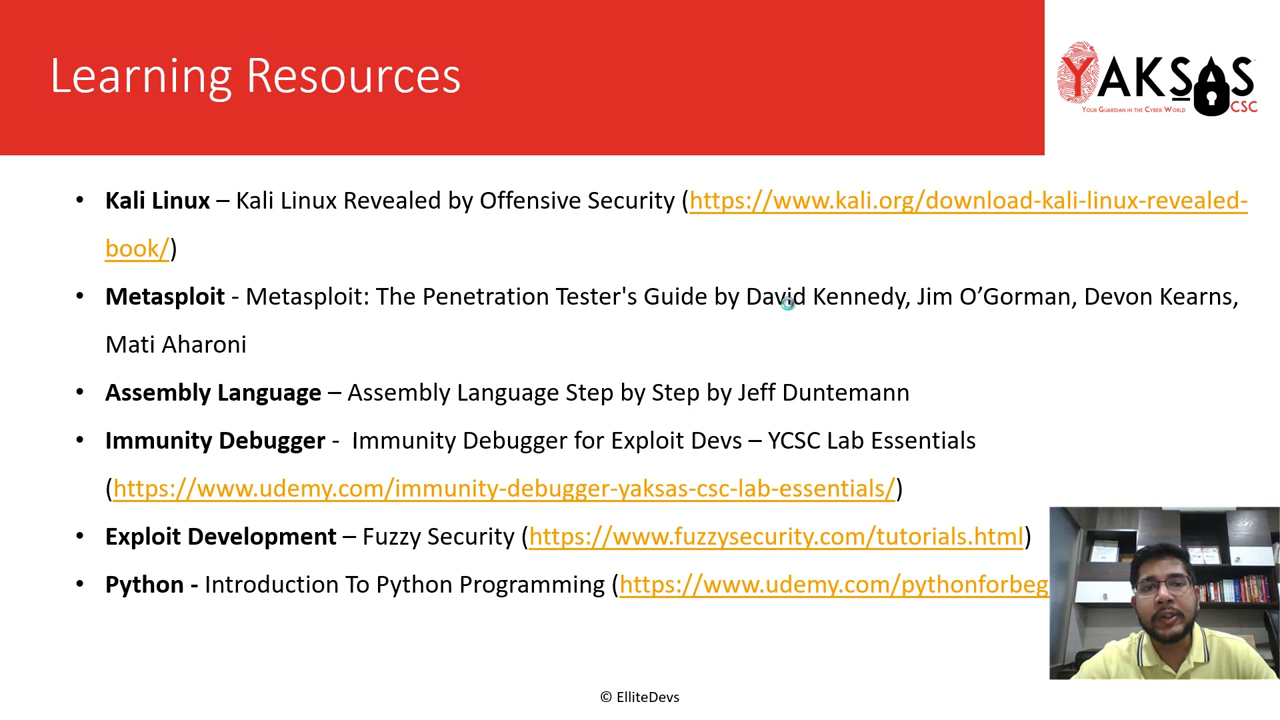 Learning Resources
YAKSAS
CSC
Your Guardian in the Cyber World
• Kali Linux – Kali Linux Revealed by Offensive Security (https://www.kali.org/download-kali-linux-revealed-
book/)
• Metasploit - Metasploit: The Penetration Tester's Guide by David Kennedy, Jim O’Gorman, Devon Kearns,
Mati Aharoni
• Assembly Language – Assembly Language Step by Step by Jeff Duntemann
• Immunity Debugger - Immunity Debugger for Exploit Devs – YCSC Lab Essentials
(https://www.udemy.com/immunity-debugger-yaksas-csc-lab-essentials/)
• Exploit Development – Fuzzy Security (https://www.fuzzysecurity.com/tutorials.html)
• Python - Introduction To Python Programming (https://www.udemy.com/pythonforbeg
© ElliteDevs